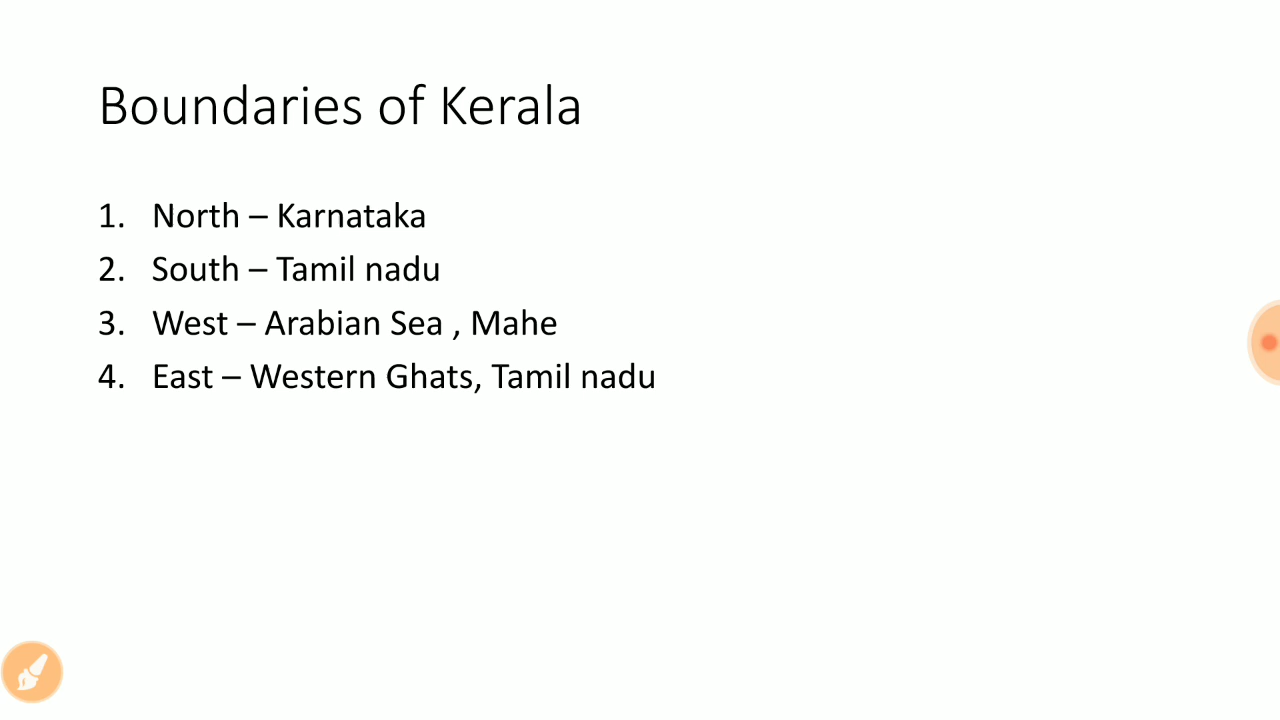 Boundaries of Kerala
1. North – Karnataka
2. South – Tamil nadu
3. West – Arabian Sea , Mahe
4. East – Western Ghats, Tamil nadu